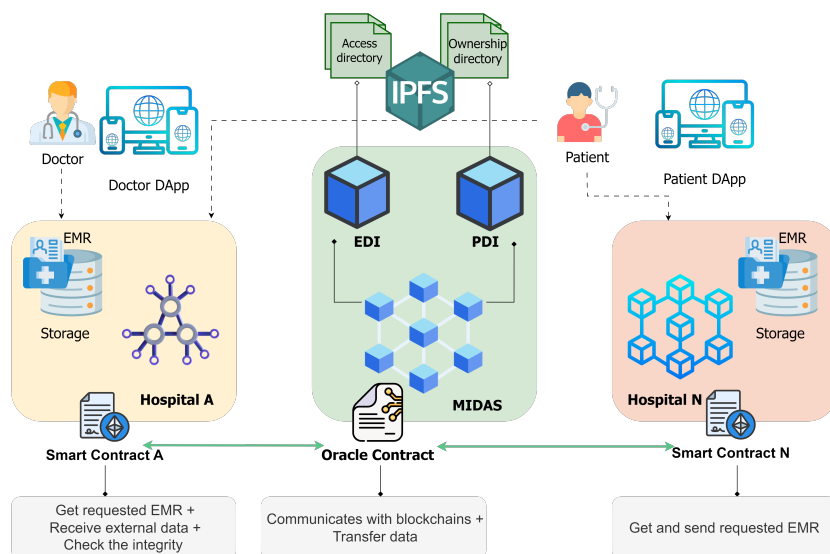 Access
directory
Ownership
directory
IPFS
Doctor
Doctor DApp
Patient
Patient DApp
EMR
Storage
Hospital A
EDI
PDI
MIDAS
EMR
Storage
Hospital N
Smart Contract A
Oracle Contract
Smart Contract N
Get requested EMR +
Receive external data +
Check the integrity
Communicates with blockchains +
Transfer data
Get and send requested EMR